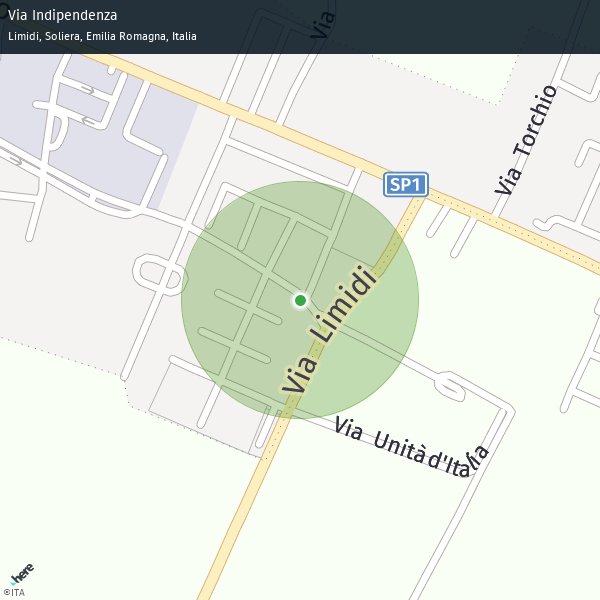 Via Indipendenza
Limidi, Soliera, Emilia Romagna, Italia
Via
Via Torchio
SP1
Via Limidi
Via Unità d'Italia
here
©ITA